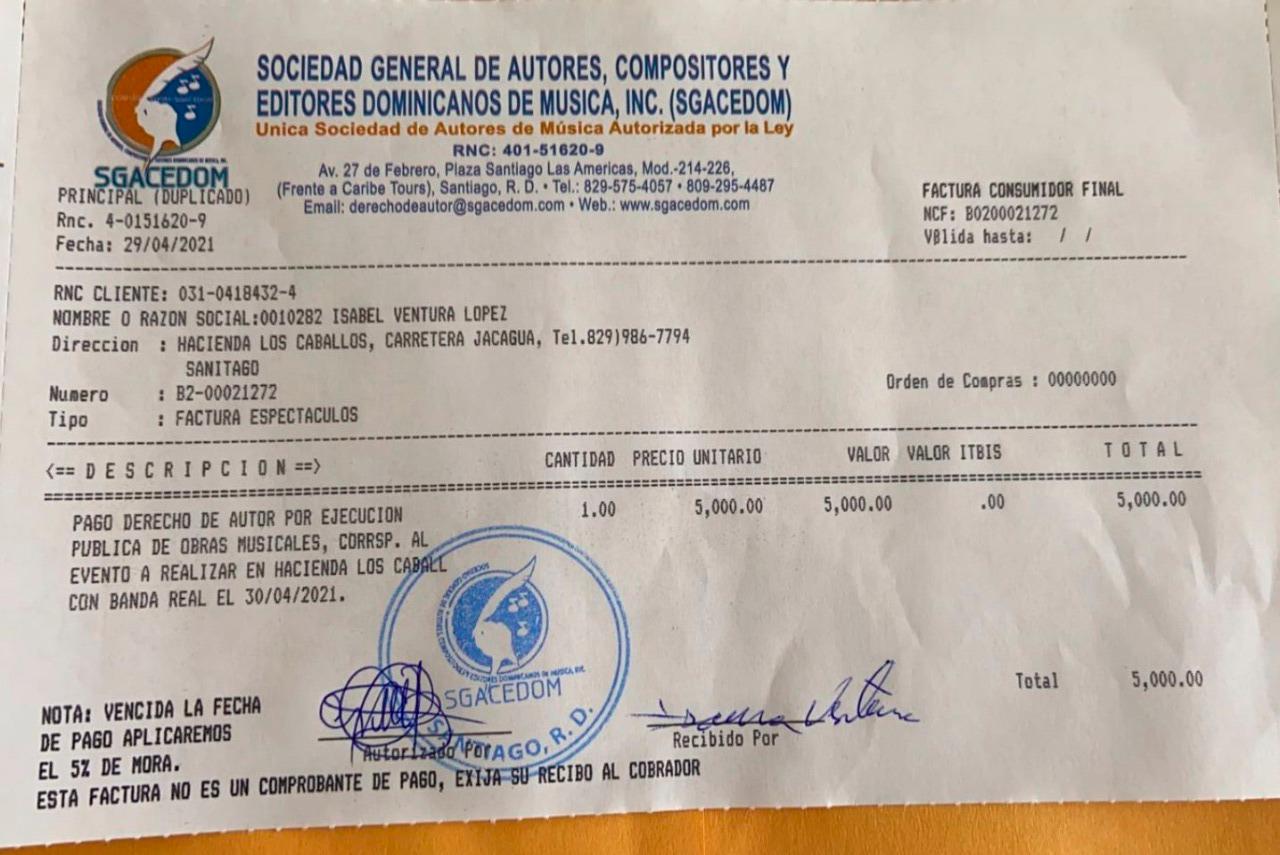 SOCIEDAD GENERAL DE AUTORES, COMPOSITORES Y
EDITORES DOMINICANOS DE MUSICA, INC. (SGACEDOM)
Unica Sociedad de Autores de Música Autorizada por la Ley
RNC: 401-51620-9
Av. 27 de Febrero, Plaza Santiago Las Americas, Mod.-214-226,
(Frente a Caribe Tours), Santiago, R. D. • Tel.: 829-575-4057 • 809-295-4487
Email: derechodeautor@sgacedom.com • Web.: www.sgacedom.com
SGACEDOM
PRINCIPAL (DUPLICADO)
Rnc. 4-0151620-9
Fecha: 29/04/2021
FACTURA CONSUMIDOR FINAL
NCF: B0200021272
Vßlida hasta: / /
RNC CLIENTE: 031-0418432-4
NOMBRE O RAZON SOCIAL:0010282 ISABEL VENTURA LOPEZ
Direccion : HACIENDA LOS CABALLOS, CARRETERA JACAGUA, Tel.829)986-7794
SANITAGO
Numero : B2-00021272
Orden de Compras : 00000000
Tipo : FACTURA ESPECTACULOS
<== D E S C R I P C I O N ==> CANTIDAD PRECIO UNITARIO VALOR VALOR ITBIS T O T A L
PAGO DERECHO DE AUTOR POR EJECUCION 1.00 5,000.00 5,000.00 .00 5,000.00
PUBLICA DE OBRAS MUSICALES, CORRSP. AL
EVENTO A REALIZAR EN HACIENDA LOS CABALL
CON BANDA REAL EL 30/04/2021.
SGACEDOM
SANTIAGO, R. D.
Total 5,000.00
NOTA: VENCIDA LA FECHA
DE PAGO APLICAREMOS
EL 5% DE MORA.
Autorizado Por
Recibido Por
ESTA FACTURA NO ES UN COMPROBANTE DE PAGO, EXIJA SU RECIBO AL COBRADOR